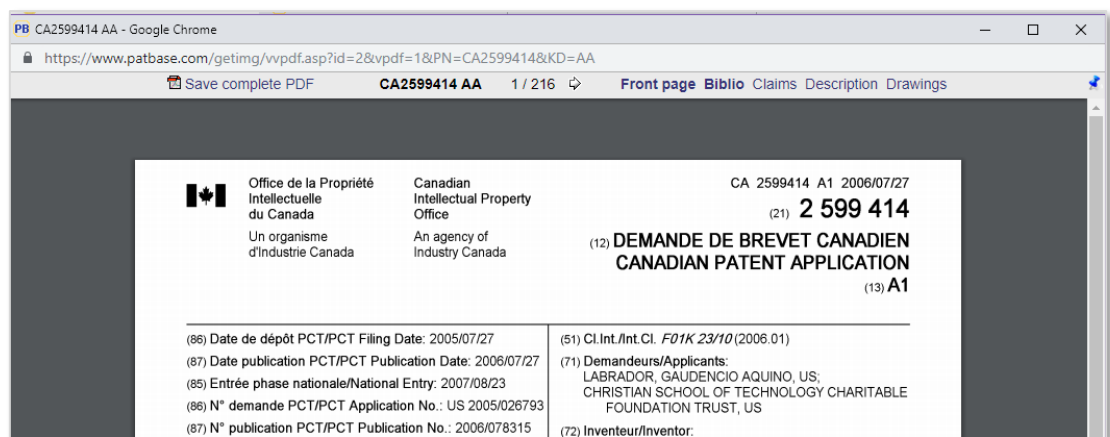 PB CA2599414 AA - Google Chrome
https://www.patbase.com/getimg/vvpdf.asp?id=2&vpdf=1&PN=CA2599414&KD=AA
Save complete PDF CA2599414 AA 1 / 216 Front page Biblio Claims Description Drawings
Office de la Propriété
Intellectuelle
du Canada
Un organisme
d'Industrie Canada
Canadian
Intellectual Property
Office
An agency of
Industry Canada
CA 2599414 A1 2006/07/27
(21) 2 599 414
(12) DEMANDE DE BREVET CANADIEN
CANADIAN PATENT APPLICATION
(13) A1
(86) Date de dépôt PCT/PCT Filing Date: 2005/07/27
(87) Date publication PCT/PCT Publication Date: 2006/07/27
(85) Entrée phase nationale/National Entry: 2007/08/23
(86) N° demande PCT/PCT Application No.: US 2005/026793
(87) N° publication PCT/PCT Publication No.: 2006/078315
(51) Cl.Int./Int.Cl. F01K 23/10 (2006.01)
(71) Demandeurs/Applicants:
LABRADOR, GAUDENCIO AQUINO, US;
CHRISTIAN SCHOOL OF TECHNOLOGY CHARITABLE
FOUNDATION TRUST, US
(72) Inventeur/Inventor: